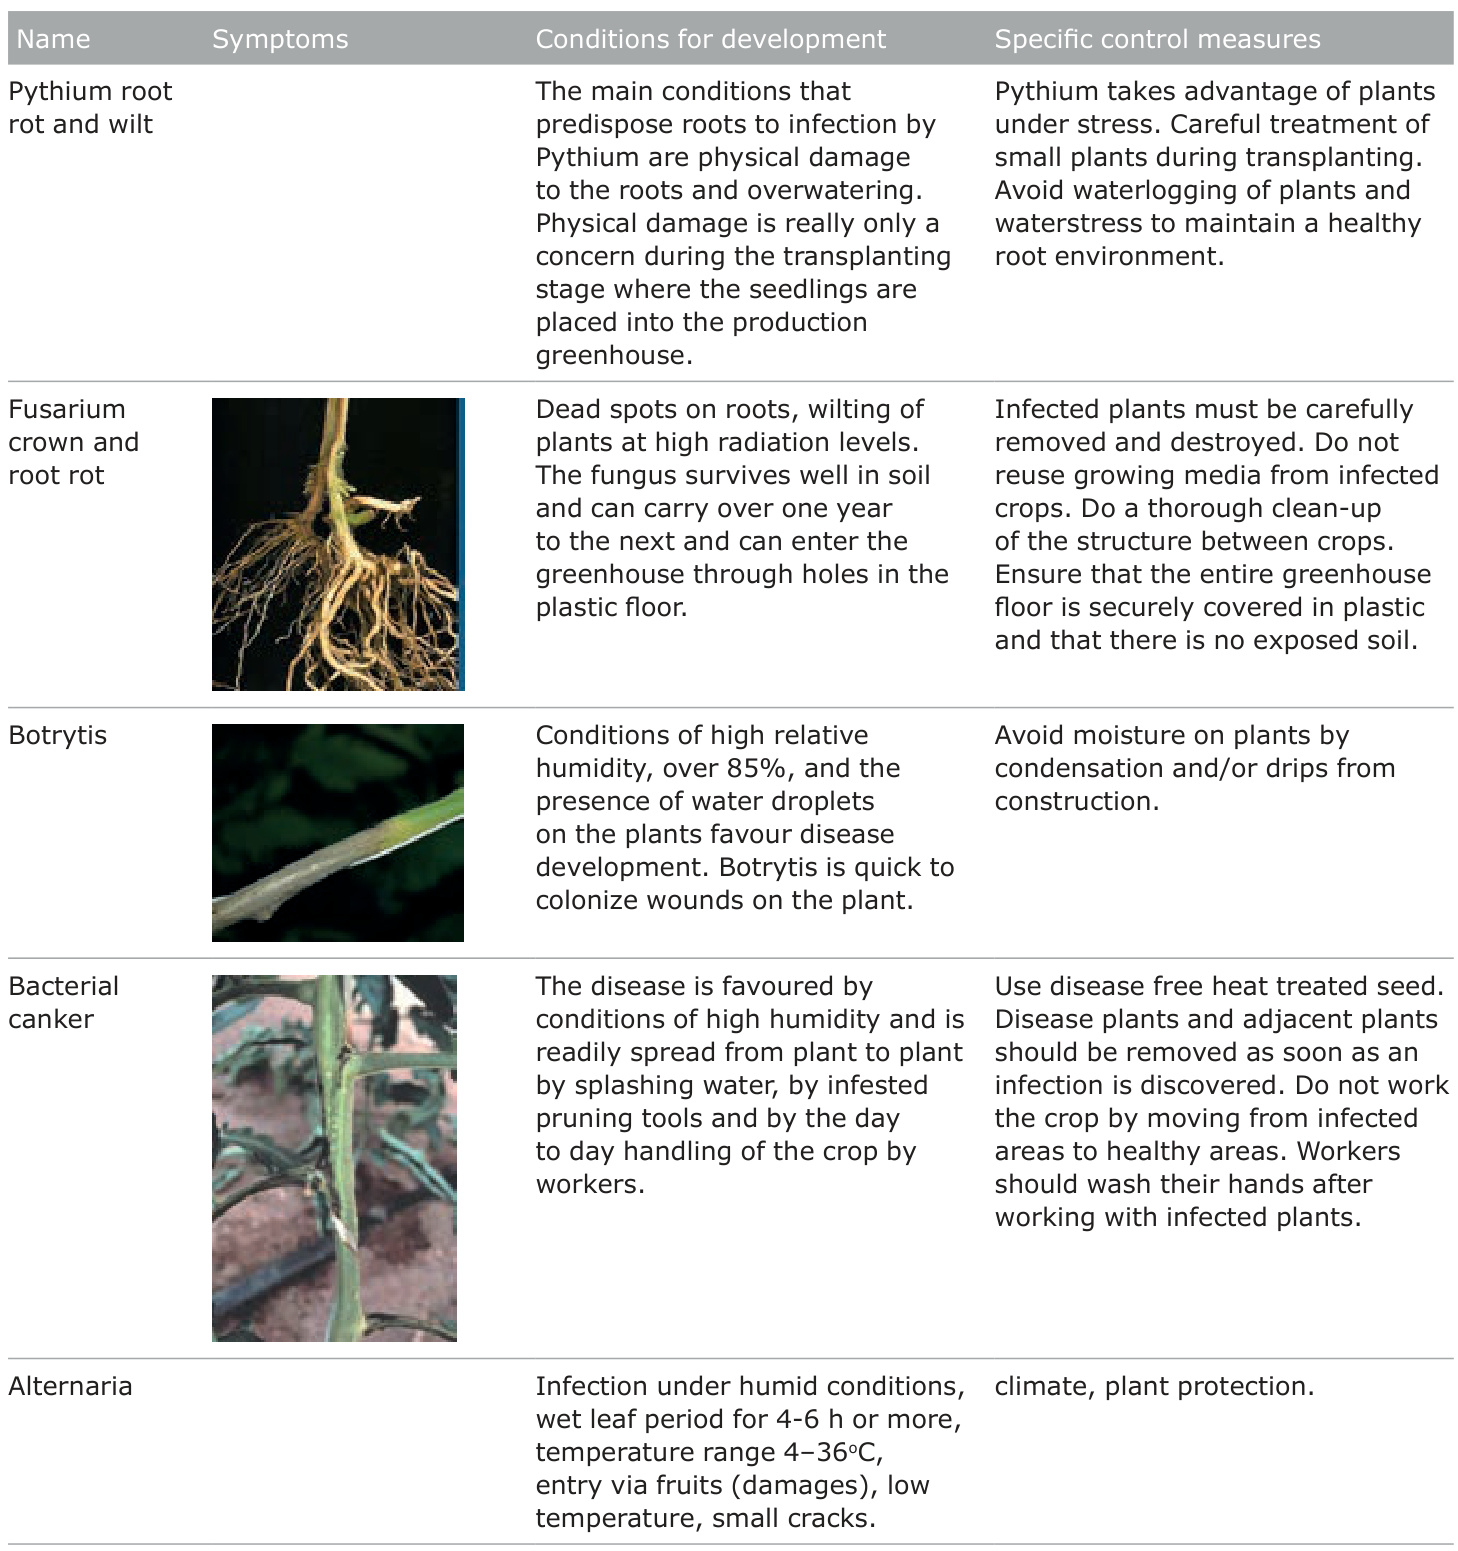 Name Symptoms Conditions for development Specific control measures
Pythium root
rot and wilt
The main conditions that
predispose roots to infection by
Pythium are physical damage
to the roots and overwatering.
Physical damage is really only a
concern during the transplanting
stage where the seedlings are
placed into the production
greenhouse.
Pythium takes advantage of plants
under stress. Careful treatment of
small plants during transplanting.
Avoid waterlogging of plants and
waterstress to maintain a healthy
root environment.
Fusarium
crown and
root rot
Dead spots on roots, wilting of
plants at high radiation levels.
The fungus survives well in soil
and can carry over one year
to the next and can enter the
greenhouse through holes in the
plastic floor.
Infected plants must be carefully
removed and destroyed. Do not
reuse growing media from infected
crops. Do a thorough clean-up
of the structure between crops.
Ensure that the entire greenhouse
floor is securely covered in plastic
and that there is no exposed soil.
Botrytis
Conditions of high relative
humidity, over 85%, and the
presence of water droplets
on the plants favour disease
development. Botrytis is quick to
colonize wounds on the plant.
Avoid moisture on plants by
condensation and/or drips from
construction.
Bacterial
canker
The disease is favoured by
conditions of high humidity and is
readily spread from plant to plant
by splashing water, by infested
pruning tools and by the day
to day handling of the crop by
workers.
Use disease free heat treated seed.
Disease plants and adjacent plants
should be removed as soon as an
infection is discovered. Do not work
the crop by moving from infected
areas to healthy areas. Workers
should wash their hands after
working with infected plants.
Alternaria
Infection under humid conditions,
wet leaf period for 4-6 h or more,
temperature range 4–36°C,
entry via fruits (damages), low
temperature, small cracks.
climate, plant protection.